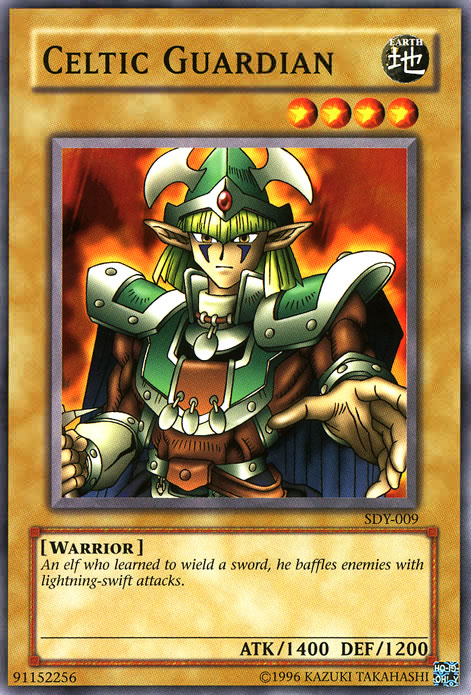 CELTIC GUARDIAN
EARTH
地
SDY-009
[WARRIOR]
An elf who learned to wield a sword, he baffles enemies with
lightning-swift attacks.
ATK/1400 DEF/1200
91152256
©1996 KAZUKI TAKAHASHI